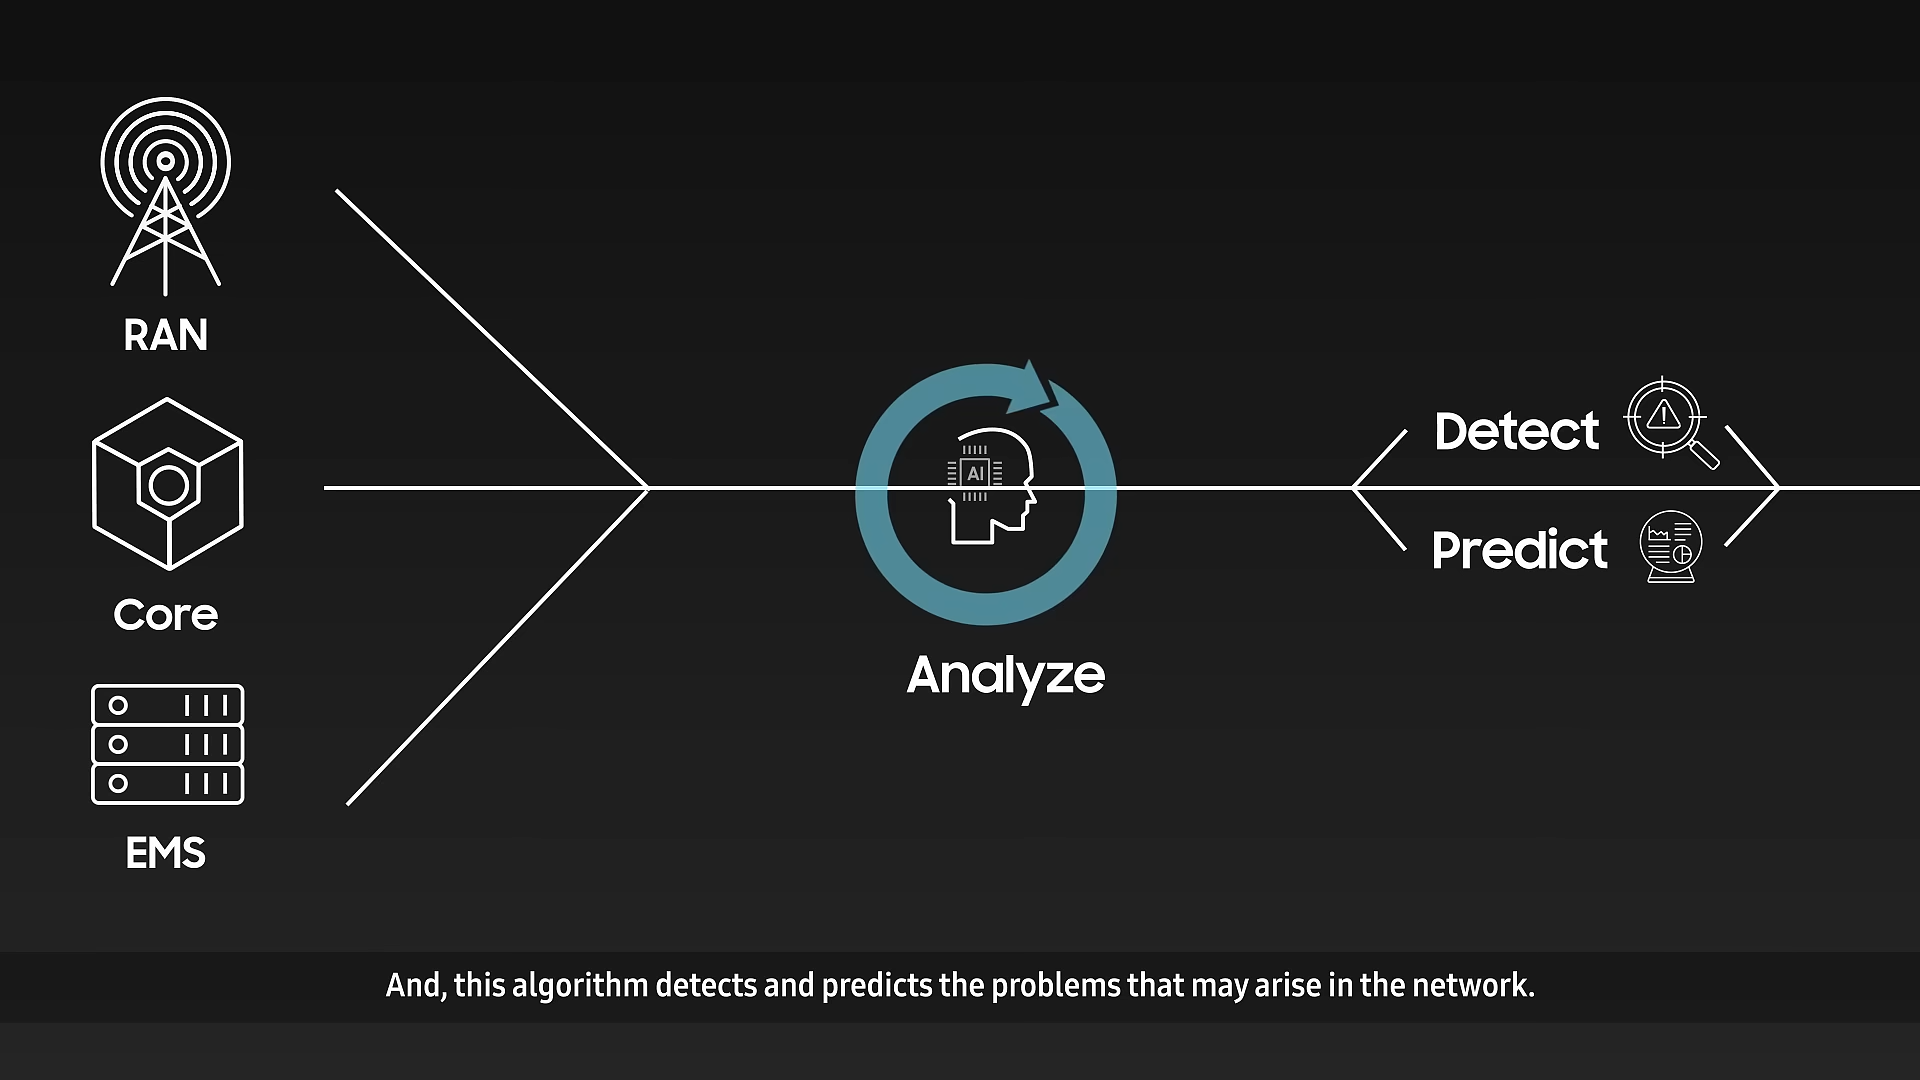 RAN
Core
EMS
AI
Analyze
Detect
!
Predict
And, this algorithm detects and predicts the problems that may arise in the network.